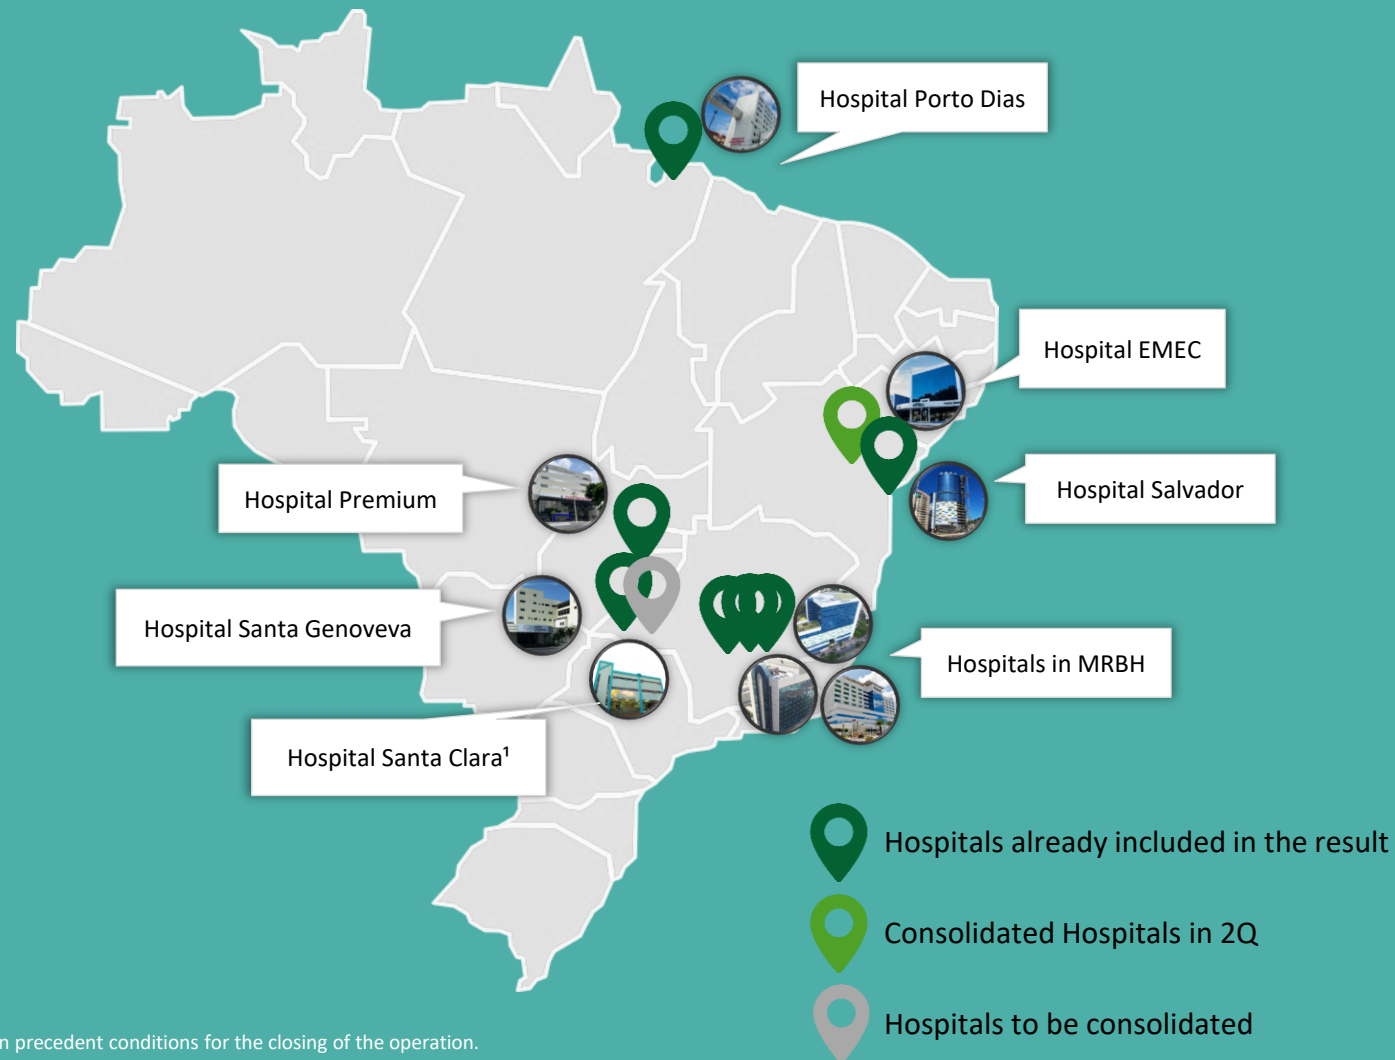 Hospital Porto Dias
Hospital EMEC
Hospital Premium
Hospital Salvador
Hospital Santa Genoveva
Hospitals in MRBH
Hospital Santa Clara¹
Hospitals already included in the result
Consolidated Hospitals in 2Q
Hospitals to be consolidated
n precedent conditions for the closing of the operation.